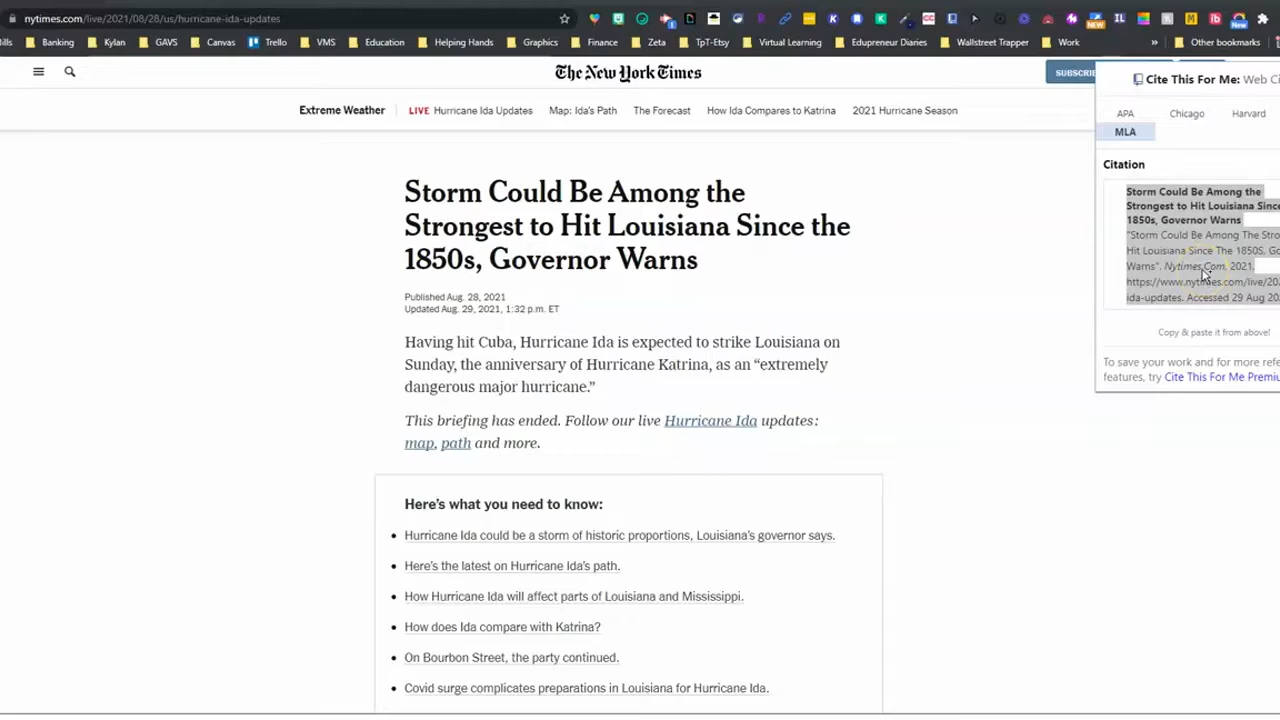 nytimes.com/live/2021/08/28/us/hurricane-ida-updates
Banking Kylan GAVS Canvas Trello VMS Education Helping Hands Graphics Finance Zeta TpT-Etsy Virtual Learning Edupreneur Diaries Wallstreet Trapper Work » Other bookmarks
The New York Times
SUBSCRIBE
Extreme Weather LIVE Hurricane Ida Updates Map: Ida's Path The Forecast How Ida Compares to Katrina 2021 Hurricane Season
Storm Could Be Among the
Strongest to Hit Louisiana Since the
1850s, Governor Warns
Published Aug. 28, 2021
Updated Aug. 29, 2021, 1:32 p.m. ET
Having hit Cuba, Hurricane Ida is expected to strike Louisiana on
Sunday, the anniversary of Hurricane Katrina, as an “extremely
dangerous major hurricane.”
This briefing has ended. Follow our live Hurricane Ida updates:
map, path and more.
Here’s what you need to know:
Hurricane Ida could be a storm of historic proportions, Louisiana’s governor says.
Here’s the latest on Hurricane Ida’s path.
How Hurricane Ida will affect parts of Louisiana and Mississippi.
How does Ida compare with Katrina?
On Bourbon Street, the party continued.
Covid surge complicates preparations in Louisiana for Hurricane Ida.
Cite This For Me: Web Ci
APA Chicago Harvard
MLA
Citation
Storm Could Be Among the
Strongest to Hit Louisiana Since
1850s, Governor Warns
"Storm Could Be Among The Stro
Hit Louisiana Since The 1850S, Go
Warns". Nytimes.Com, 2021,
https://www.nytimes.com/live/202
ida-updates. Accessed 29 Aug 20
Copy & paste it from above!
To save your work and for more refe
features, try Cite This For Me Premiu